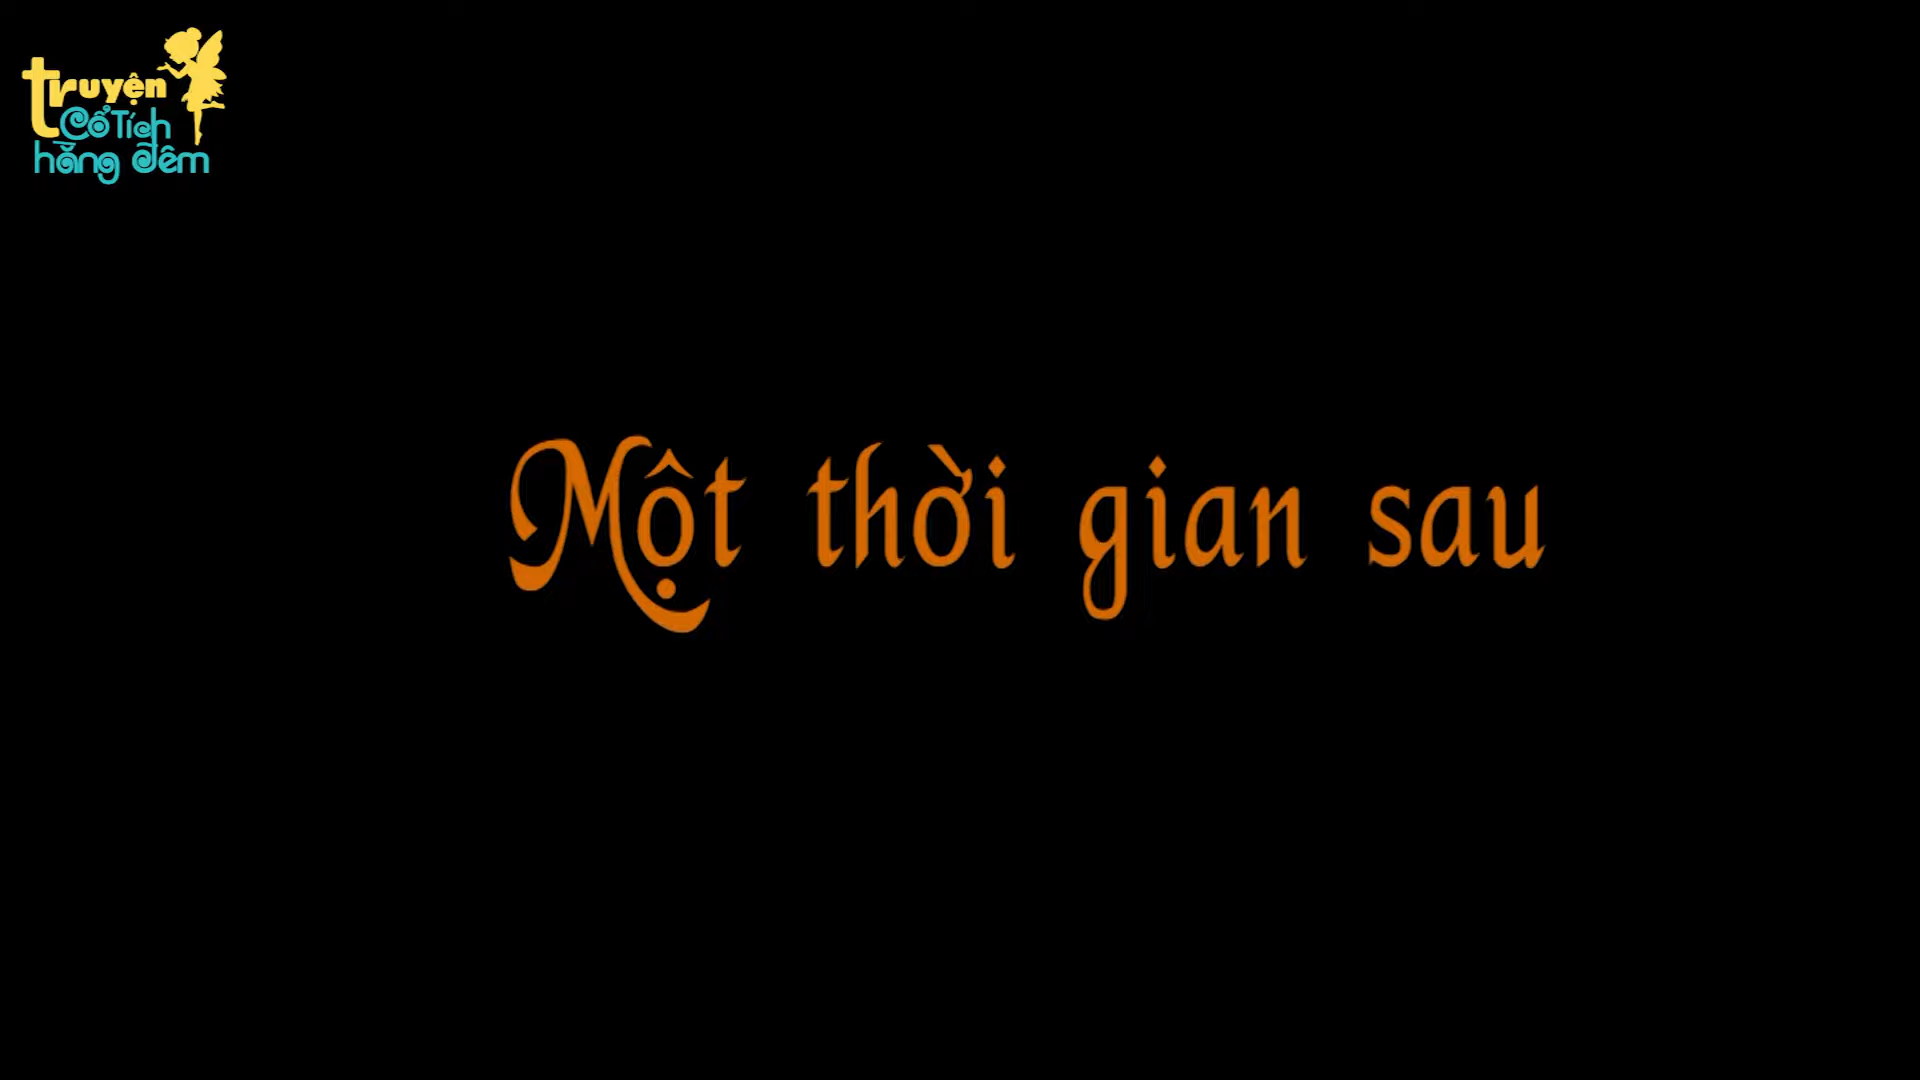 truyện
Cổ Tích
hằng đêm
Một thời gian sau